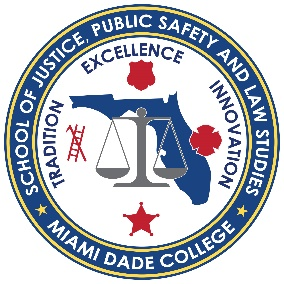 SCHOOL OF JUSTICE, PUBLIC SAFETY AND LAW STUDIES
MIAMI DADE COLLEGE
TRADITION
EXCELLENCE
INNOVATION